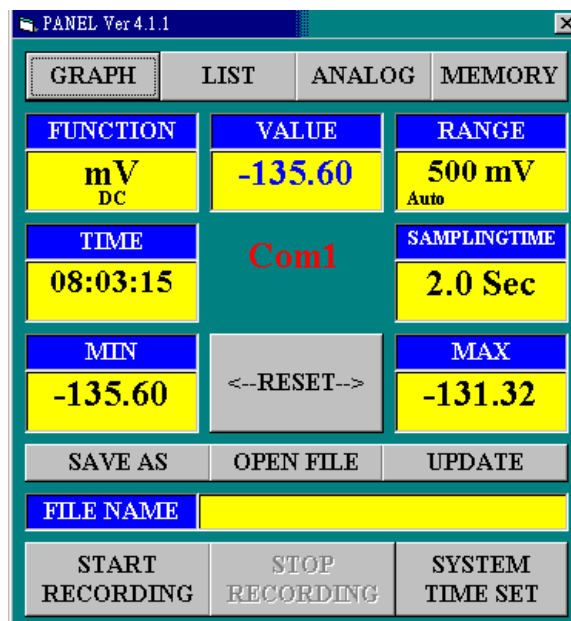 PANEL Ver 4.1.1
GRAPH LIST ANALOG MEMORY
FUNCTION VALUE RANGE
mV -135.60 500 mV
DC Auto
TIME Com1 SAMPLINGTIME
08:03:15 2.0 Sec
MIN MAX
-135.60 <--RESET--> -131.32
SAVE AS OPEN FILE UPDATE
FILE NAME
START STOP SYSTEM
RECORDING RECORDING TIME SET